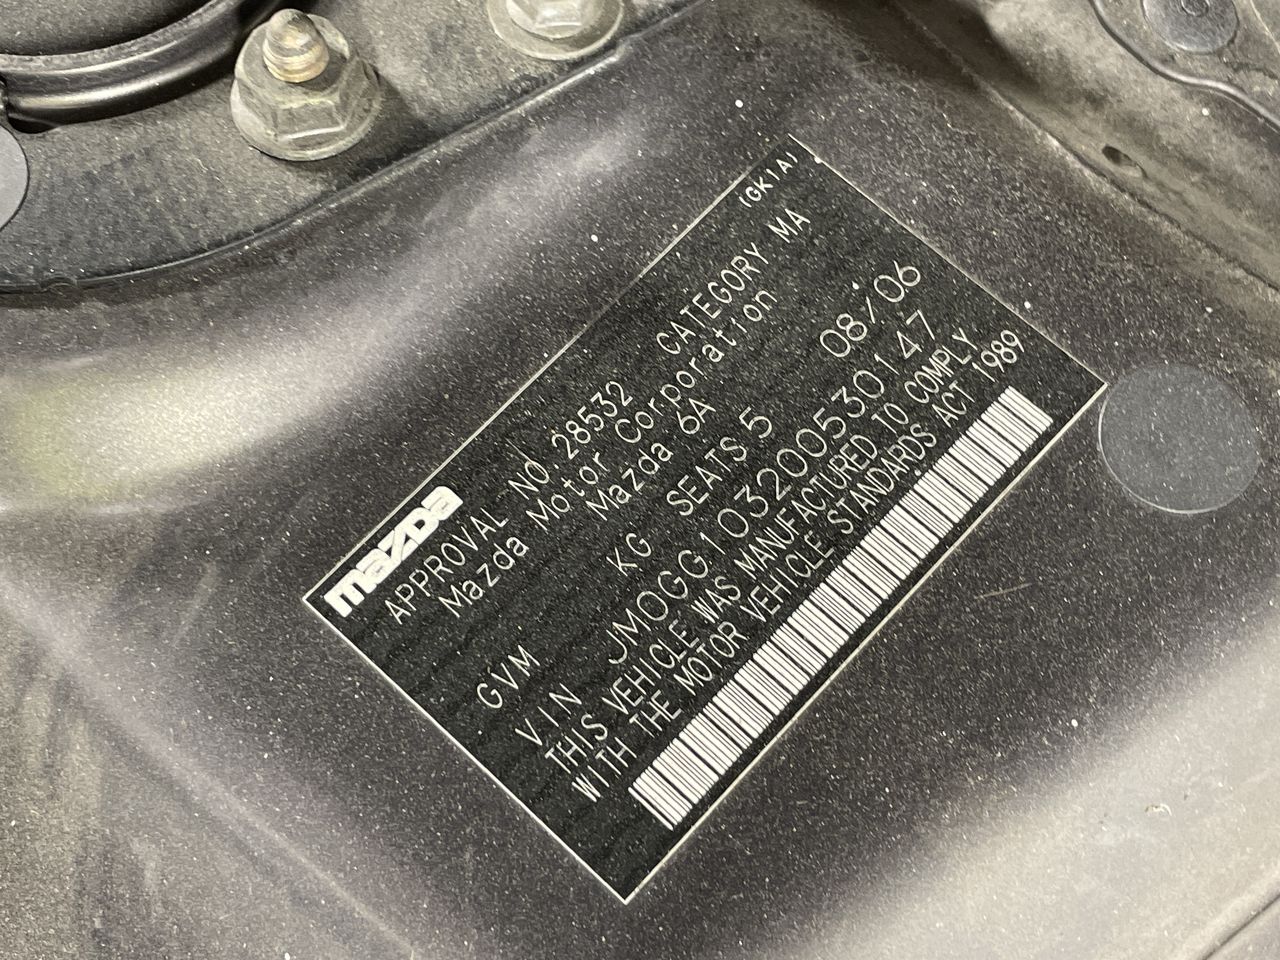 (GK1A)
mazda
APPROVAL NO.28532 CATEGORY MA
Mazda Motor Corporation
Mazda 6A
GVM KG SEATS 5 08/06
VIN JM0GG103200530147
THIS VEHICLE WAS MANUFACTURED TO COMPLY
WITH THE MOTOR VEHICLE STANDARDS ACT 1989